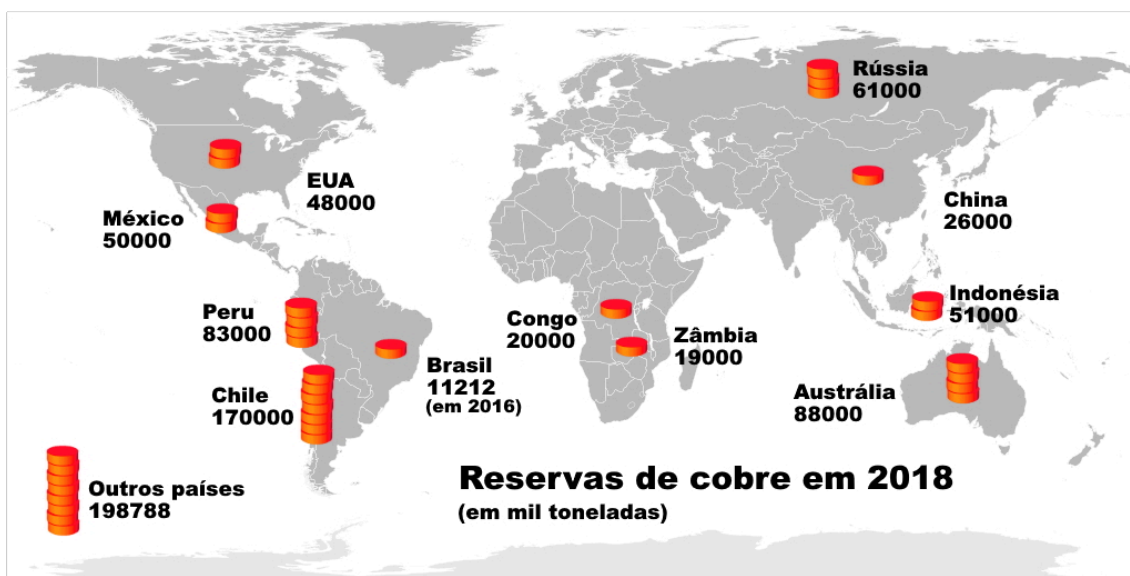 Rússia
61000
EUA
48000
China
26000
México
50000
Peru
83000
Congo
20000
Zâmbia
19000
Indonésia
51000
Brasil
11212
(em 2016)
Chile
170000
Austrália
88000
Outros países
198788
Reservas de cobre em 2018
(em mil toneladas)